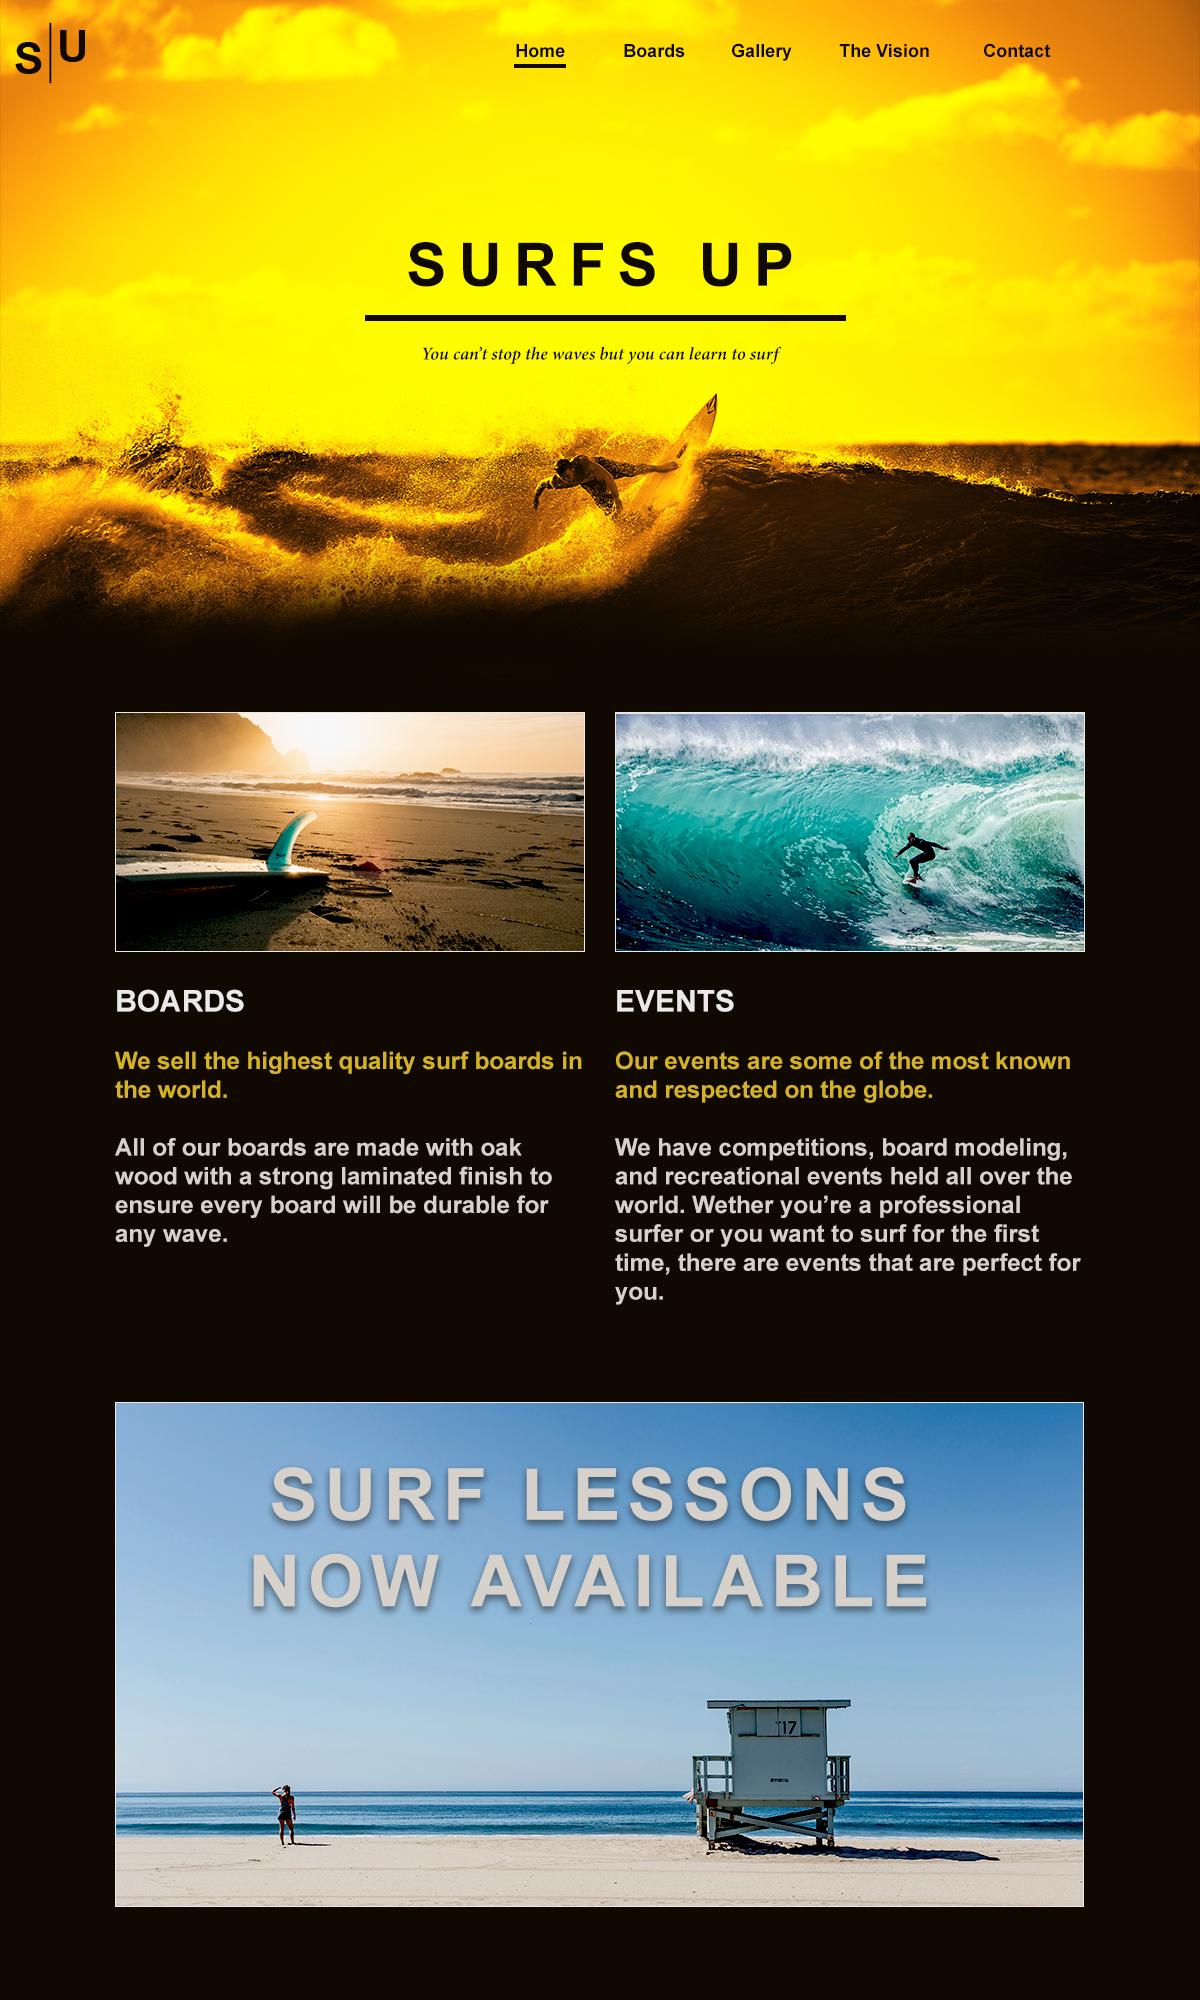 S|U
Home Boards Gallery The Vision Contact
SURFS UP
You can’t stop the waves but you can learn to surf
BOARDS
We sell the highest quality surf boards in
the world.
All of our boards are made with oak
wood with a strong laminated finish to
ensure every board will be durable for
any wave.
EVENTS
Our events are some of the most known
and respected on the globe.
We have competitions, board modeling,
and recreational events held all over the
world. Wether you’re a professional
surfer or you want to surf for the first
time, there are events that are perfect for
you.
SURF LESSONS
NOW AVAILABLE
17